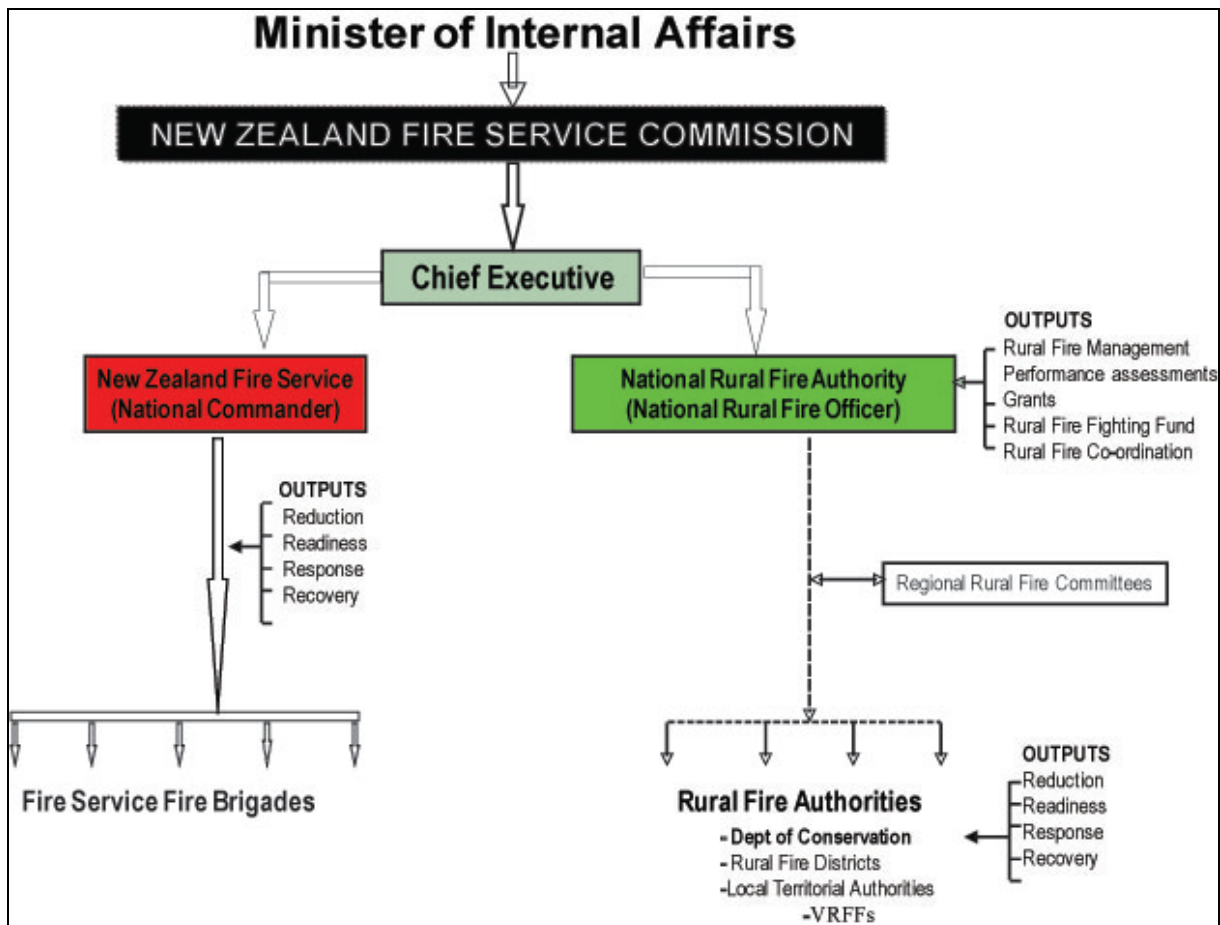 Minister of Internal Affairs
NEW ZEALAND FIRE SERVICE COMMISSION
Chief Executive
New Zealand Fire Service
(National Commander)
National Rural Fire Authority
(National Rural Fire Officer)
OUTPUTS
Rural Fire Management
Performance assessments
Grants
Rural Fire Fighting Fund
Rural Fire Co-ordination
OUTPUTS
Reduction
Readiness
Response
Recovery
Regional Rural Fire Committees
Fire Service Fire Brigades
Rural Fire Authorities
-Dept of Conservation
-Rural Fire Districts
-Local Territorial Authorities
-VRFFs
OUTPUTS
Reduction
Readiness
Response
Recovery